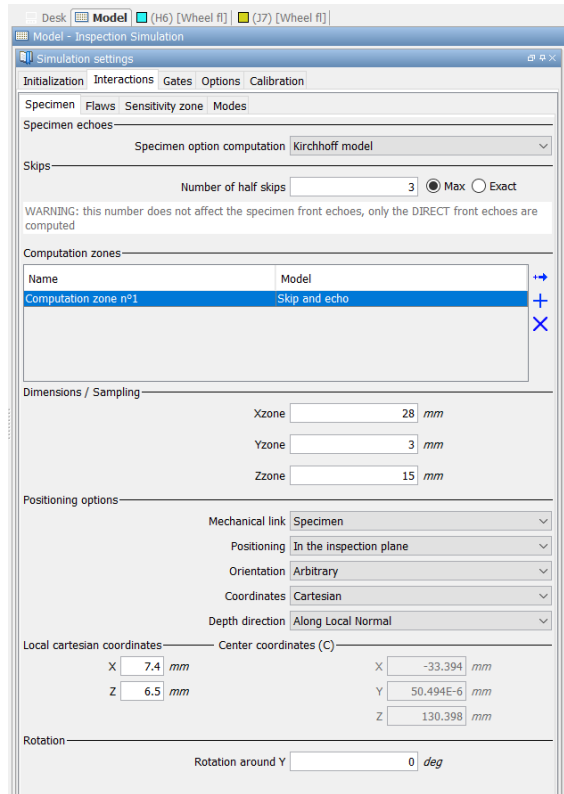 Desk Model (H6) [Wheel fl] (J7) [Wheel fl]
Model - Inspection Simulation
Simulation settings
Initialization Interactions Gates Options Calibration
Specimen Flaws Sensitivity zone Modes
Specimen echoes
Specimen option computation Kirchhoff model
Skips
Number of half skips 3 Max Exact
WARNING: this number does not affect the specimen front echoes, only the DIRECT front echoes are
computed
Computation zones
Name Model
Computation zone n°1 Skip and echo
Dimensions / Sampling
Xzone 28 mm
Yzone 3 mm
Zzone 15 mm
Positioning options
Mechanical link Specimen
Positioning In the inspection plane
Orientation Arbitrary
Coordinates Cartesian
Depth direction Along Local Normal
Local cartesian coordinates Center coordinates (C)
X 7.4 mm X -33.394 mm
Z 6.5 mm Y 50.494E-6 mm
Z 130.398 mm
Rotation
Rotation around Y 0 deg